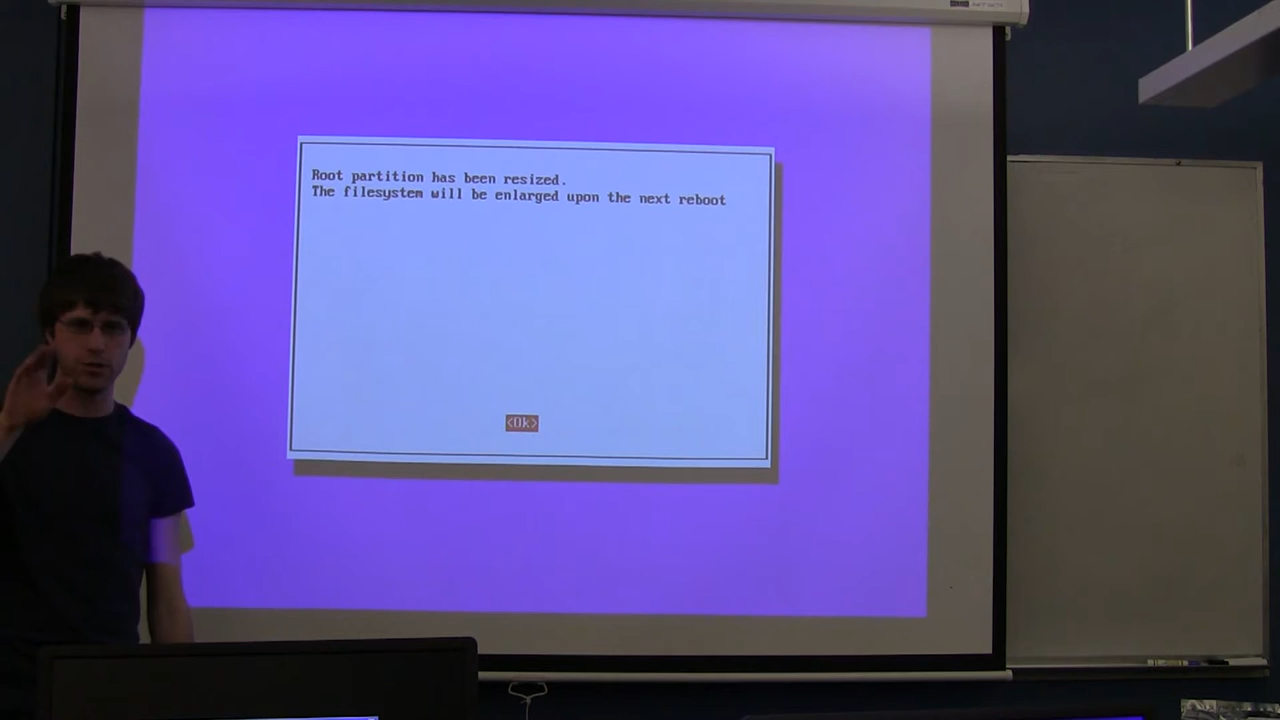 Root partition has been resized.
The filesystem will be enlarged upon the next reboot
<Ok>